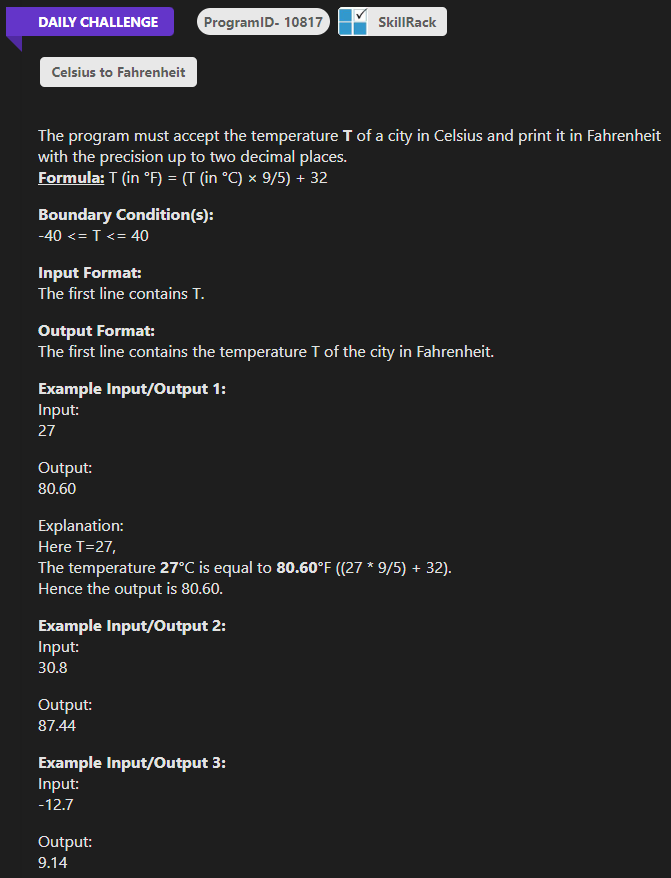 DAILY CHALLENGE
ProgramID- 10817
SkillRack
Celsius to Fahrenheit
The program must accept the temperature T of a city in Celsius and print it in Fahrenheit
with the precision up to two decimal places.
Formula: T (in °F) = (T (in °C) × 9/5) + 32
Boundary Condition(s):
-40 <= T <= 40
Input Format:
The first line contains T.
Output Format:
The first line contains the temperature T of the city in Fahrenheit.
Example Input/Output 1:
Input:
27
Output:
80.60
Explanation:
Here T=27,
The temperature 27°C is equal to 80.60°F ((27 * 9/5) + 32).
Hence the output is 80.60.
Example Input/Output 2:
Input:
30.8
Output:
87.44
Example Input/Output 3:
Input:
-12.7
Output:
9.14